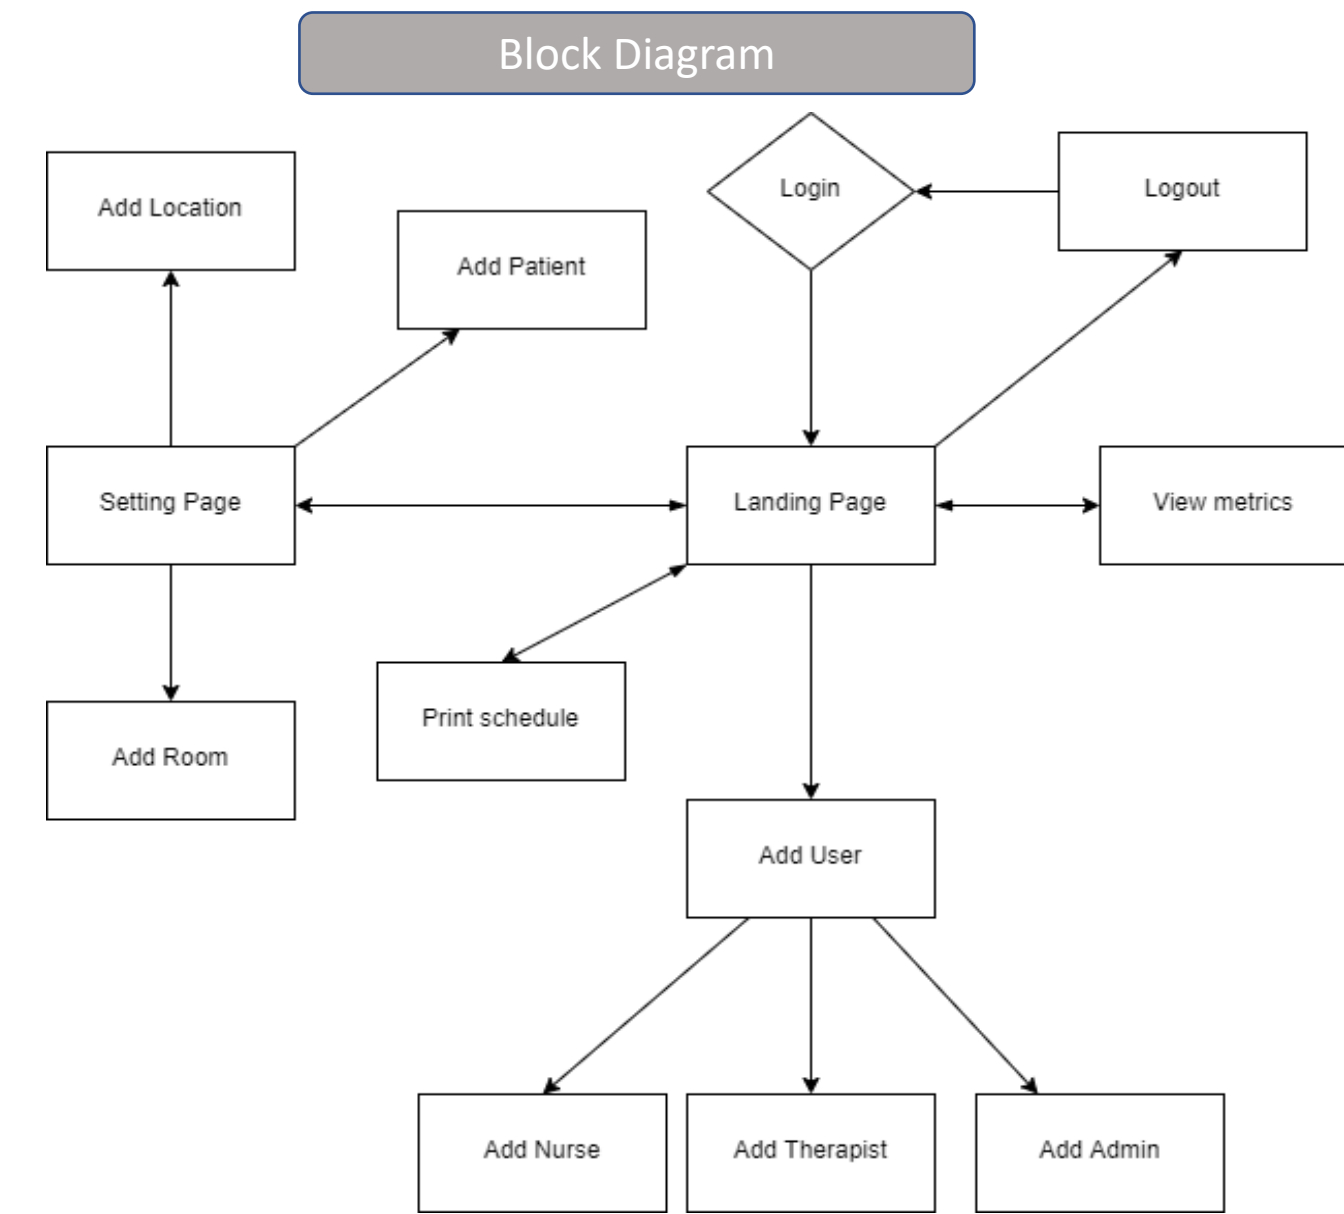 Block Diagram
Login
Logout
Add Location
Add Patient
Setting Page
Landing Page
View metrics
Print schedule
Add Room
Add User
Add Nurse
Add Therapist
Add Admin